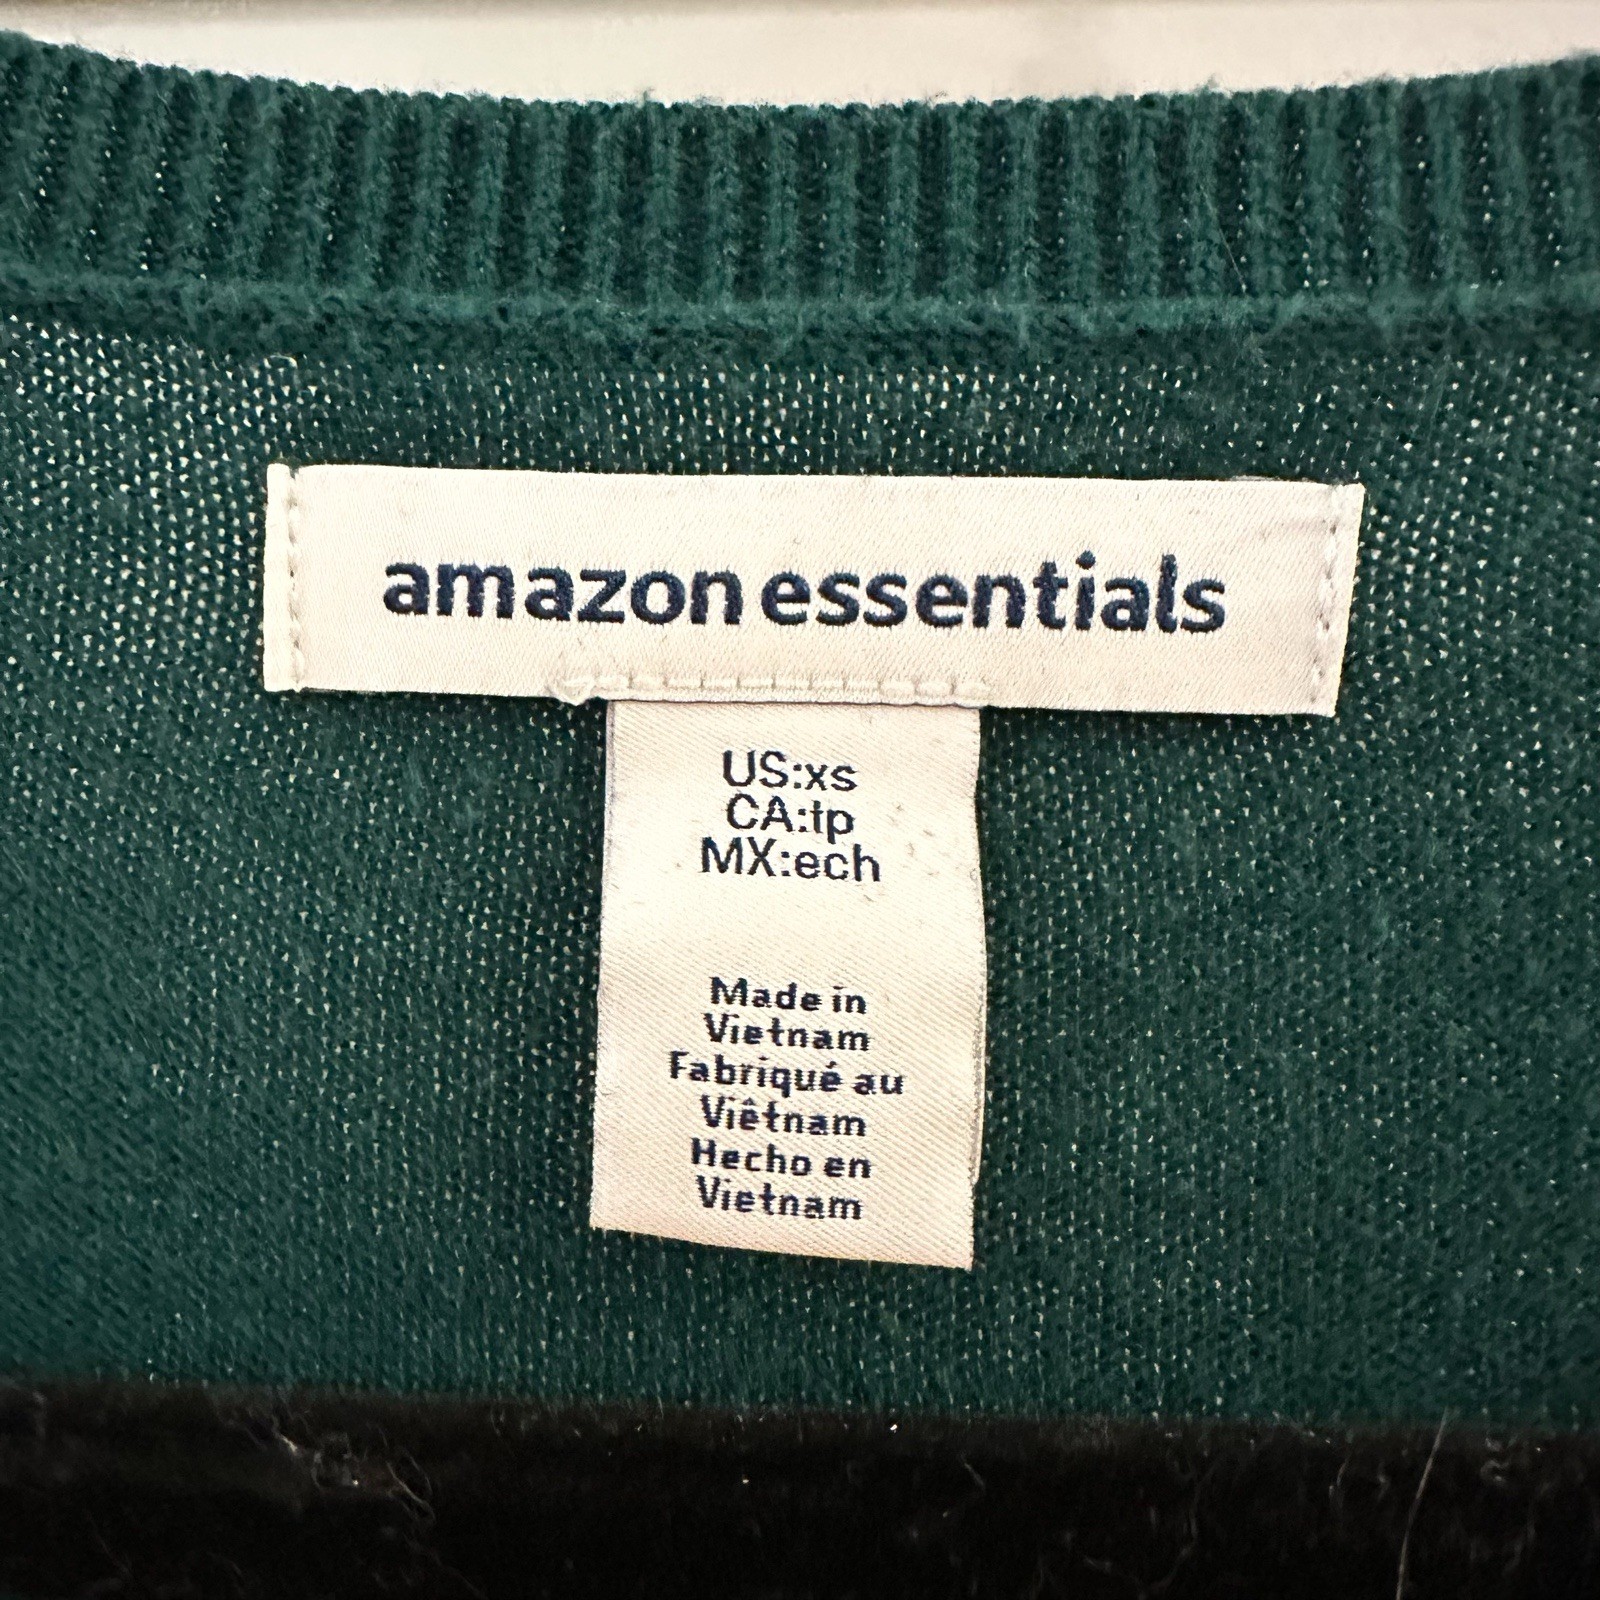 amazon essentials
US:xs
CA:tp
MX:ech
Made in
Vietnam
Fabriqué au
Viêtnam
Hecho en
Vietnam